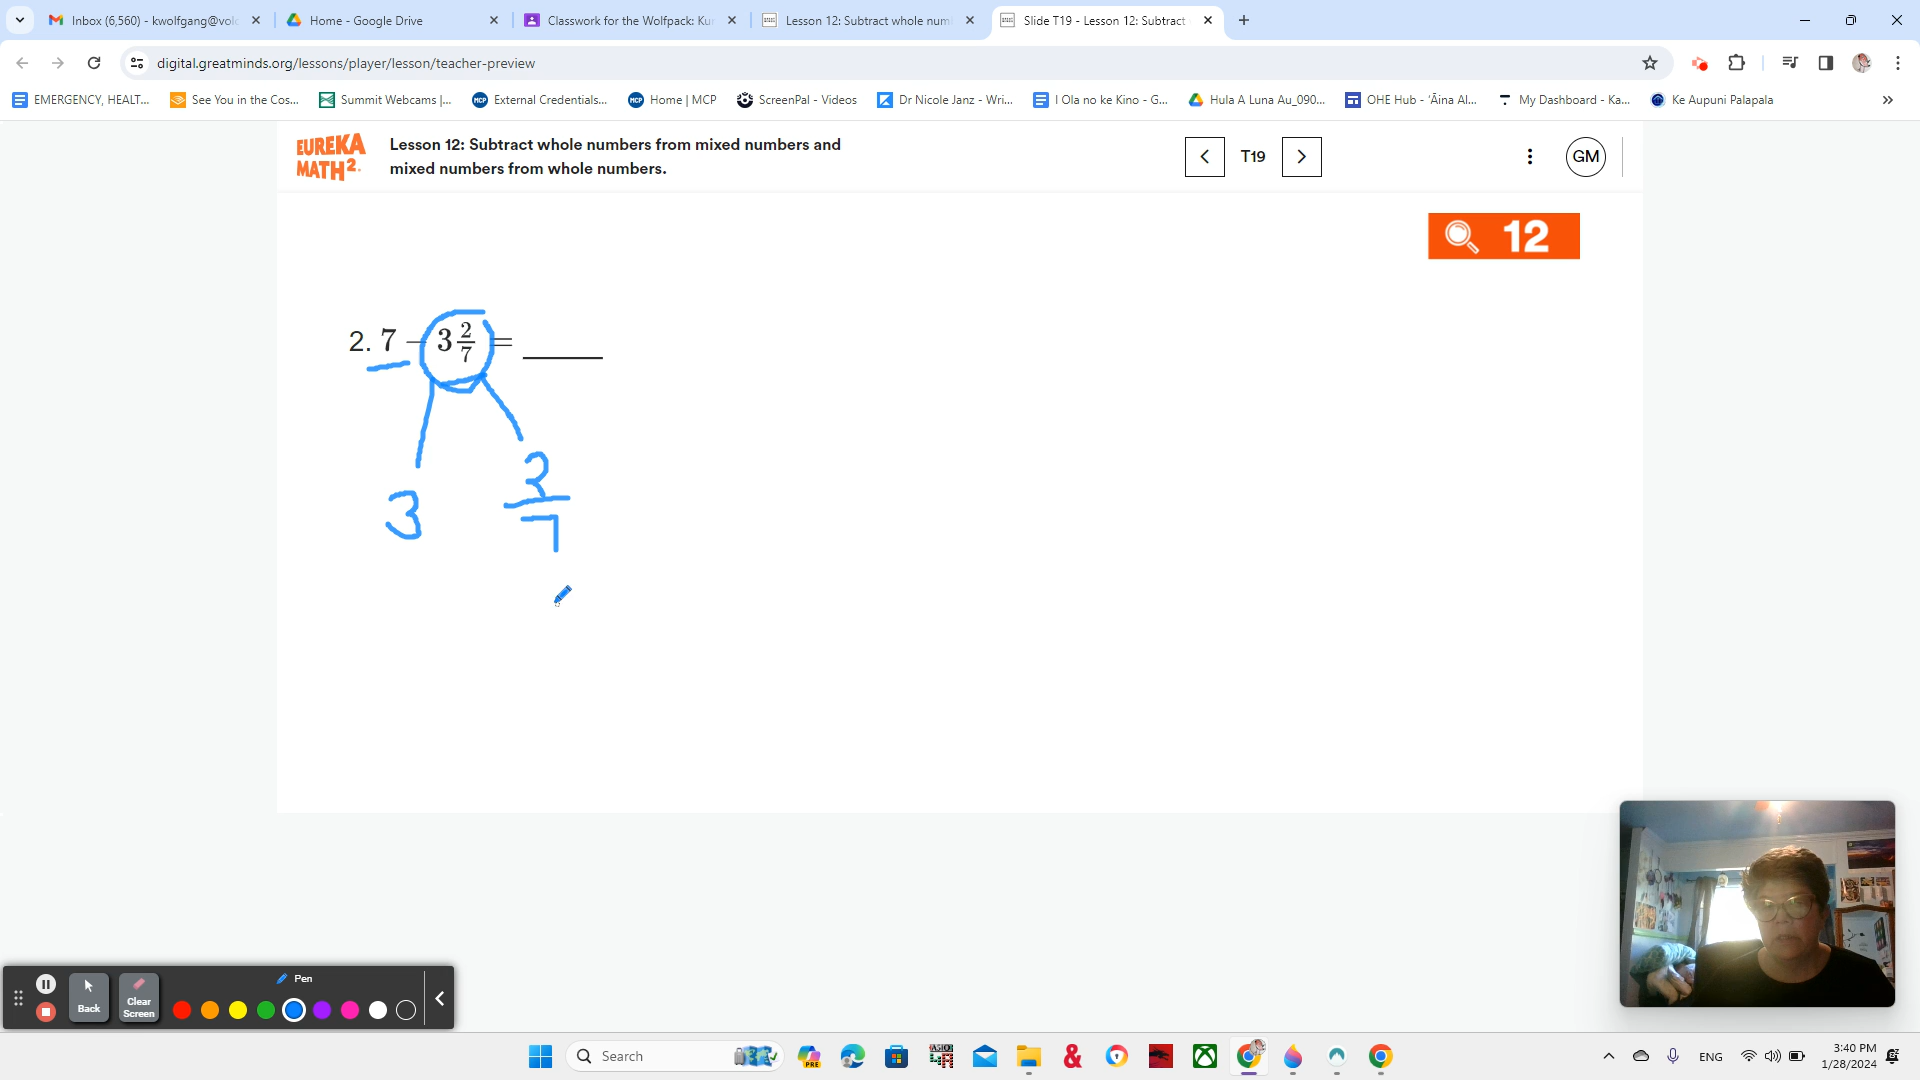 Inbox (6,560) - kwolfgang@volc
Home - Google Drive
Classwork for the Wolfpack: Kur
Lesson 12: Subtract whole num
Slide T19 - Lesson 12: Subtract
digital.greatminds.org/lessons/player/lesson/teacher-preview
EMERGENCY, HEALT...
See You in the Cos...
Summit Webcams |...
External Credentials...
Home | MCP
ScreenPal - Videos
Dr Nicole Janz - Wri...
I Ola no ke Kino - G...
Hula A Luna Au_090...
OHE Hub - ʻĀina Al...
My Dashboard - Ka...
Ke Aupuni Palapala
EUREKA
MATH2.
Lesson 12: Subtract whole numbers from mixed numbers and
mixed numbers from whole numbers.
T19
GM
12
2. 7 − 3 2/7 = ____
3 2/7
Pen
Back
Clear
Screen
Search
PRE
ENG
3:40 PM
1/28/2024